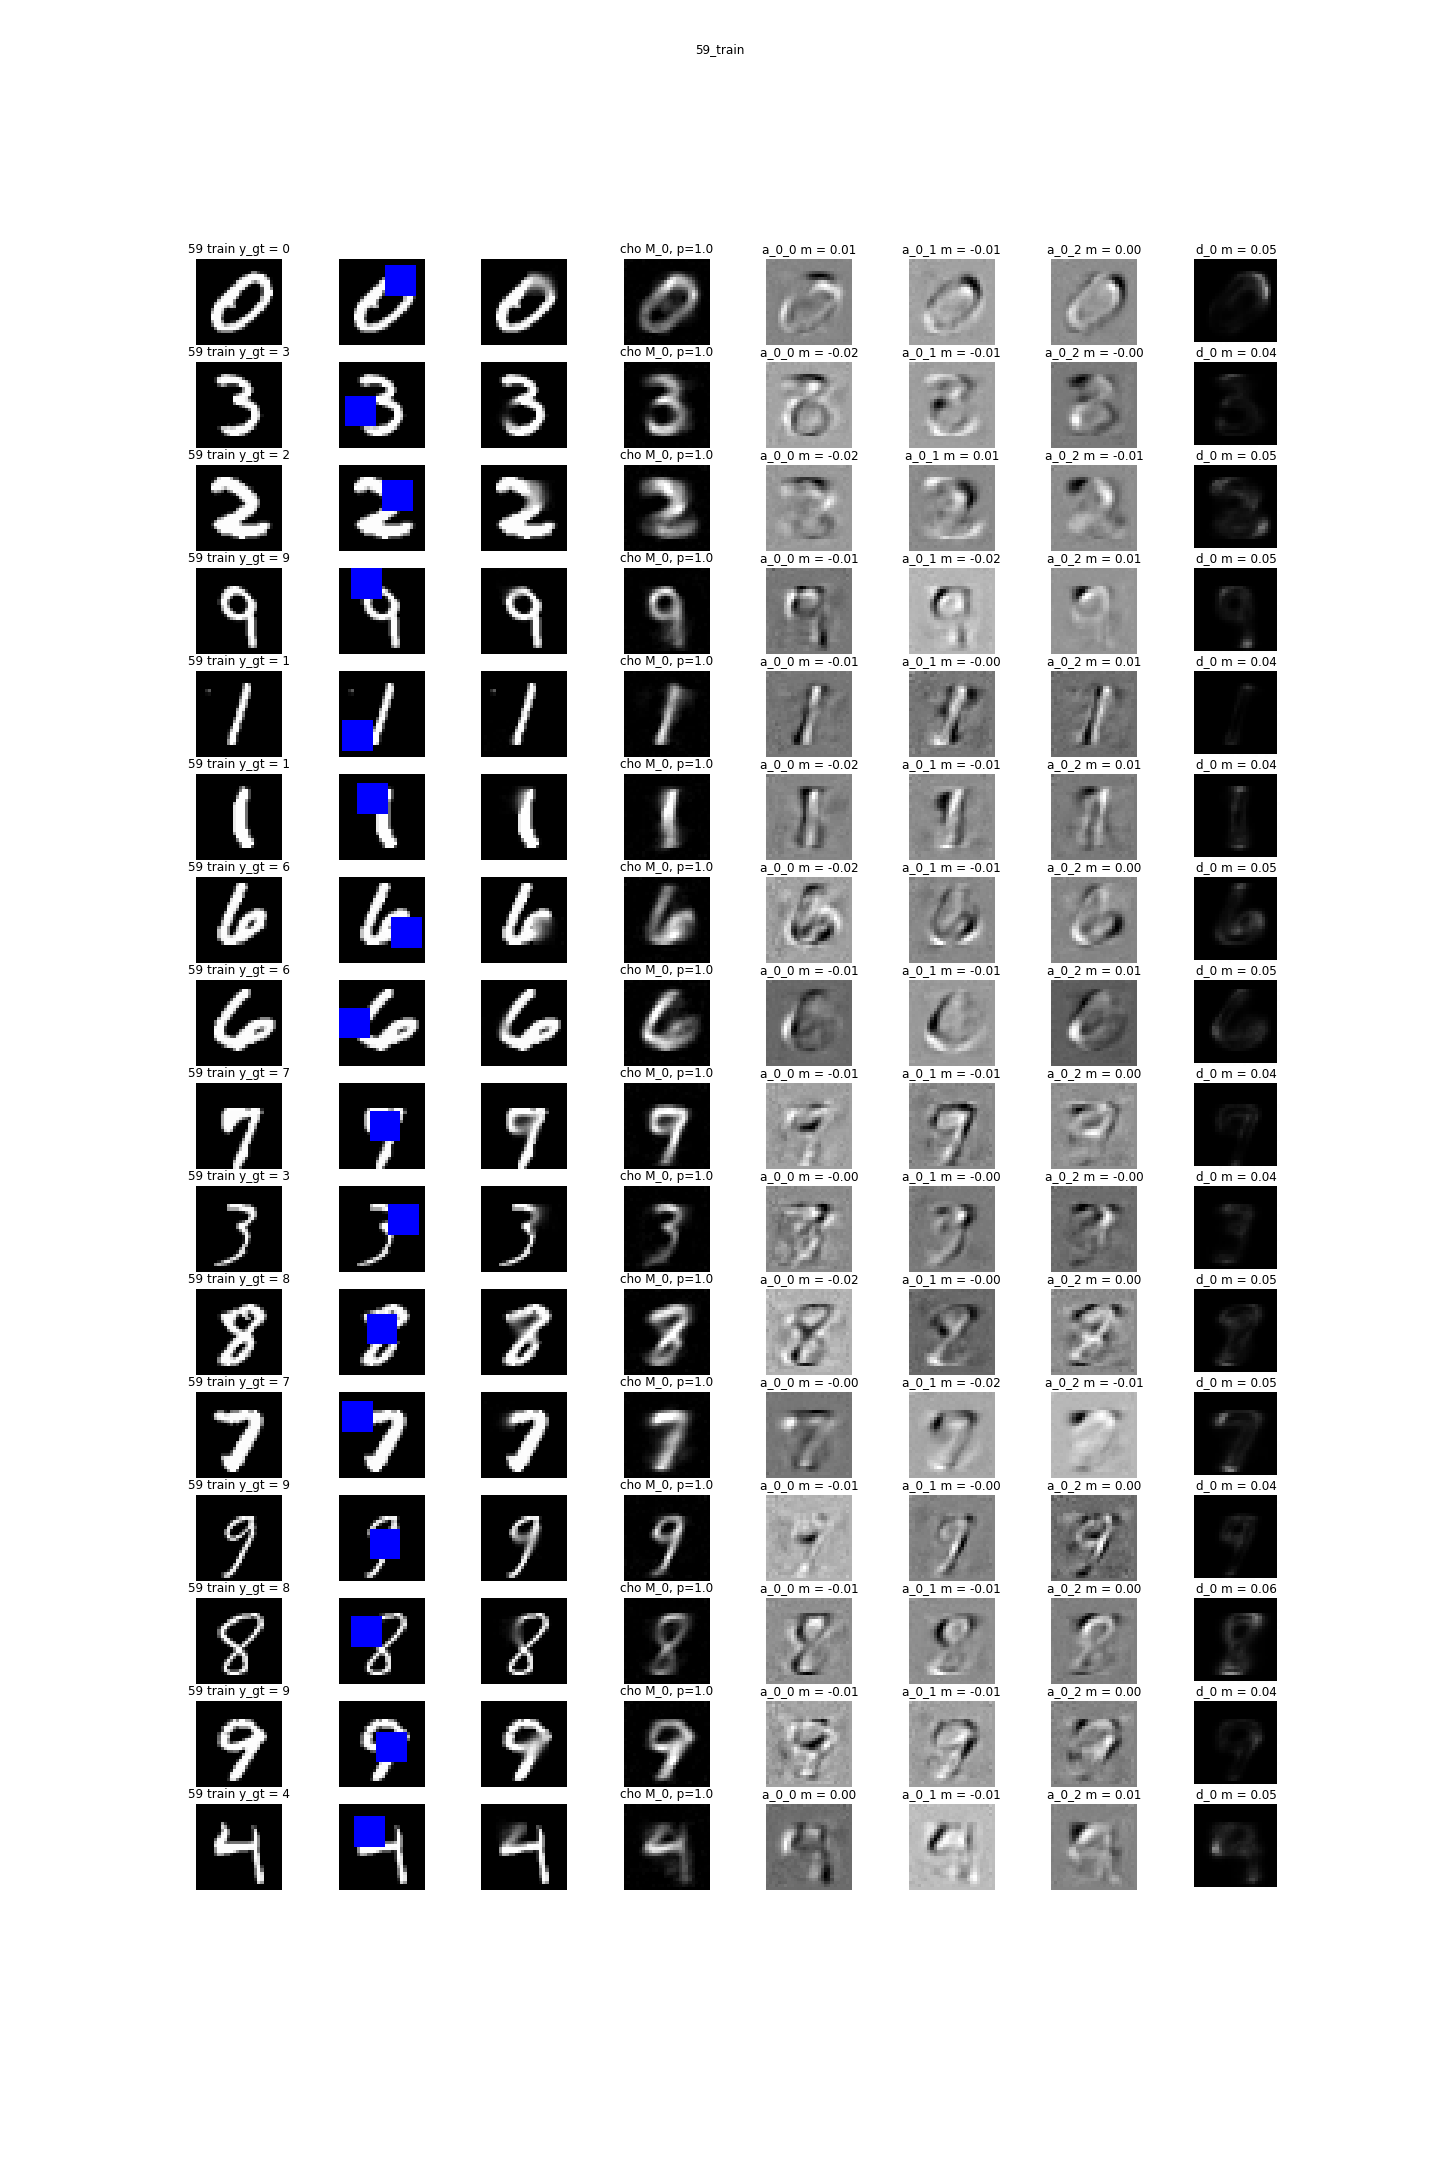 59_train
59 train y_gt = 0 cho M_0, p=1.0 a_0_0 m = 0.01 a_0_1 m = -0.01 a_0_2 m = 0.00 d_0 m = 0.05
59 train y_gt = 3 cho M_0, p=1.0 a_0_0 m = -0.02 a_0_1 m = -0.01 a_0_2 m = -0.00 d_0 m = 0.04
59 train y_gt = 2 cho M_0, p=1.0 a_0_0 m = -0.02 a_0_1 m = 0.01 a_0_2 m = -0.01 d_0 m = 0.05
59 train y_gt = 9 cho M_0, p=1.0 a_0_0 m = -0.01 a_0_1 m = -0.02 a_0_2 m = 0.01 d_0 m = 0.05
59 train y_gt = 1 cho M_0, p=1.0 a_0_0 m = -0.01 a_0_1 m = -0.00 a_0_2 m = 0.01 d_0 m = 0.04
59 train y_gt = 1 cho M_0, p=1.0 a_0_0 m = -0.02 a_0_1 m = -0.01 a_0_2 m = 0.01 d_0 m = 0.04
59 train y_gt = 6 cho M_0, p=1.0 a_0_0 m = -0.02 a_0_1 m = -0.01 a_0_2 m = 0.00 d_0 m = 0.05
59 train y_gt = 6 cho M_0, p=1.0 a_0_0 m = -0.01 a_0_1 m = -0.01 a_0_2 m = 0.01 d_0 m = 0.05
59 train y_gt = 7 cho M_0, p=1.0 a_0_0 m = -0.01 a_0_1 m = -0.01 a_0_2 m = 0.00 d_0 m = 0.04
59 train y_gt = 3 cho M_0, p=1.0 a_0_0 m = -0.00 a_0_1 m = -0.00 a_0_2 m = -0.00 d_0 m = 0.04
59 train y_gt = 8 cho M_0, p=1.0 a_0_0 m = -0.02 a_0_1 m = -0.00 a_0_2 m = 0.00 d_0 m = 0.05
59 train y_gt = 7 cho M_0, p=1.0 a_0_0 m = -0.00 a_0_1 m = -0.02 a_0_2 m = -0.01 d_0 m = 0.05
59 train y_gt = 9 cho M_0, p=1.0 a_0_0 m = -0.01 a_0_1 m = -0.00 a_0_2 m = 0.00 d_0 m = 0.04
59 train y_gt = 8 cho M_0, p=1.0 a_0_0 m = -0.01 a_0_1 m = -0.01 a_0_2 m = 0.00 d_0 m = 0.06
59 train y_gt = 9 cho M_0, p=1.0 a_0_0 m = -0.01 a_0_1 m = -0.01 a_0_2 m = 0.00 d_0 m = 0.04
59 train y_gt = 4 cho M_0, p=1.0 a_0_0 m = 0.00 a_0_1 m = -0.01 a_0_2 m = 0.01 d_0 m = 0.05